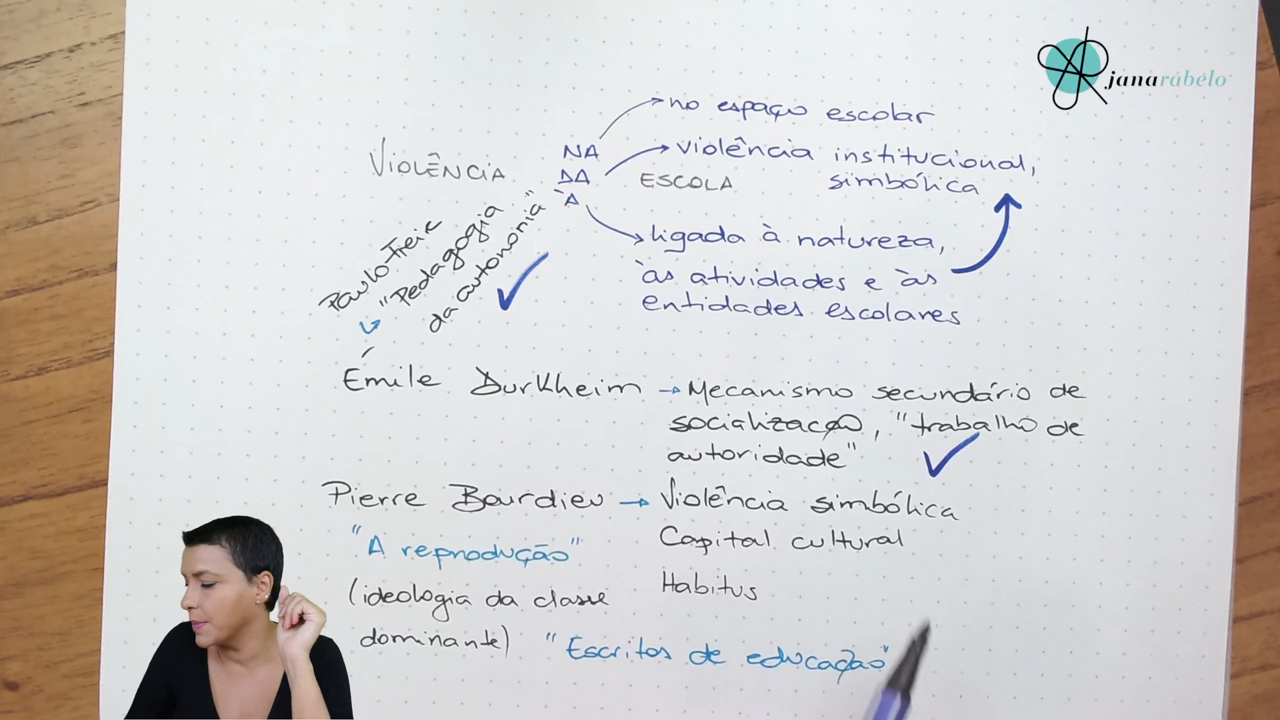 janarabelo
no espaço escolar
VIOLÊNCIA
NA
DA
À
ESCOLA
violência institucional,
simbólica
ligada à natureza,
às atividades e às
entidades escolares
Paulo Freie
"Pedagogia
da autonomia"
Émile Durkheim → Mecanismo secundário de
socialização, "trabalho de
autoridade"
Pierre Bourdieu → Violência simbólica
"A reprodução"
Capital cultural
(ideologia da classe
dominante)
Habitus
"Escritos de educação"